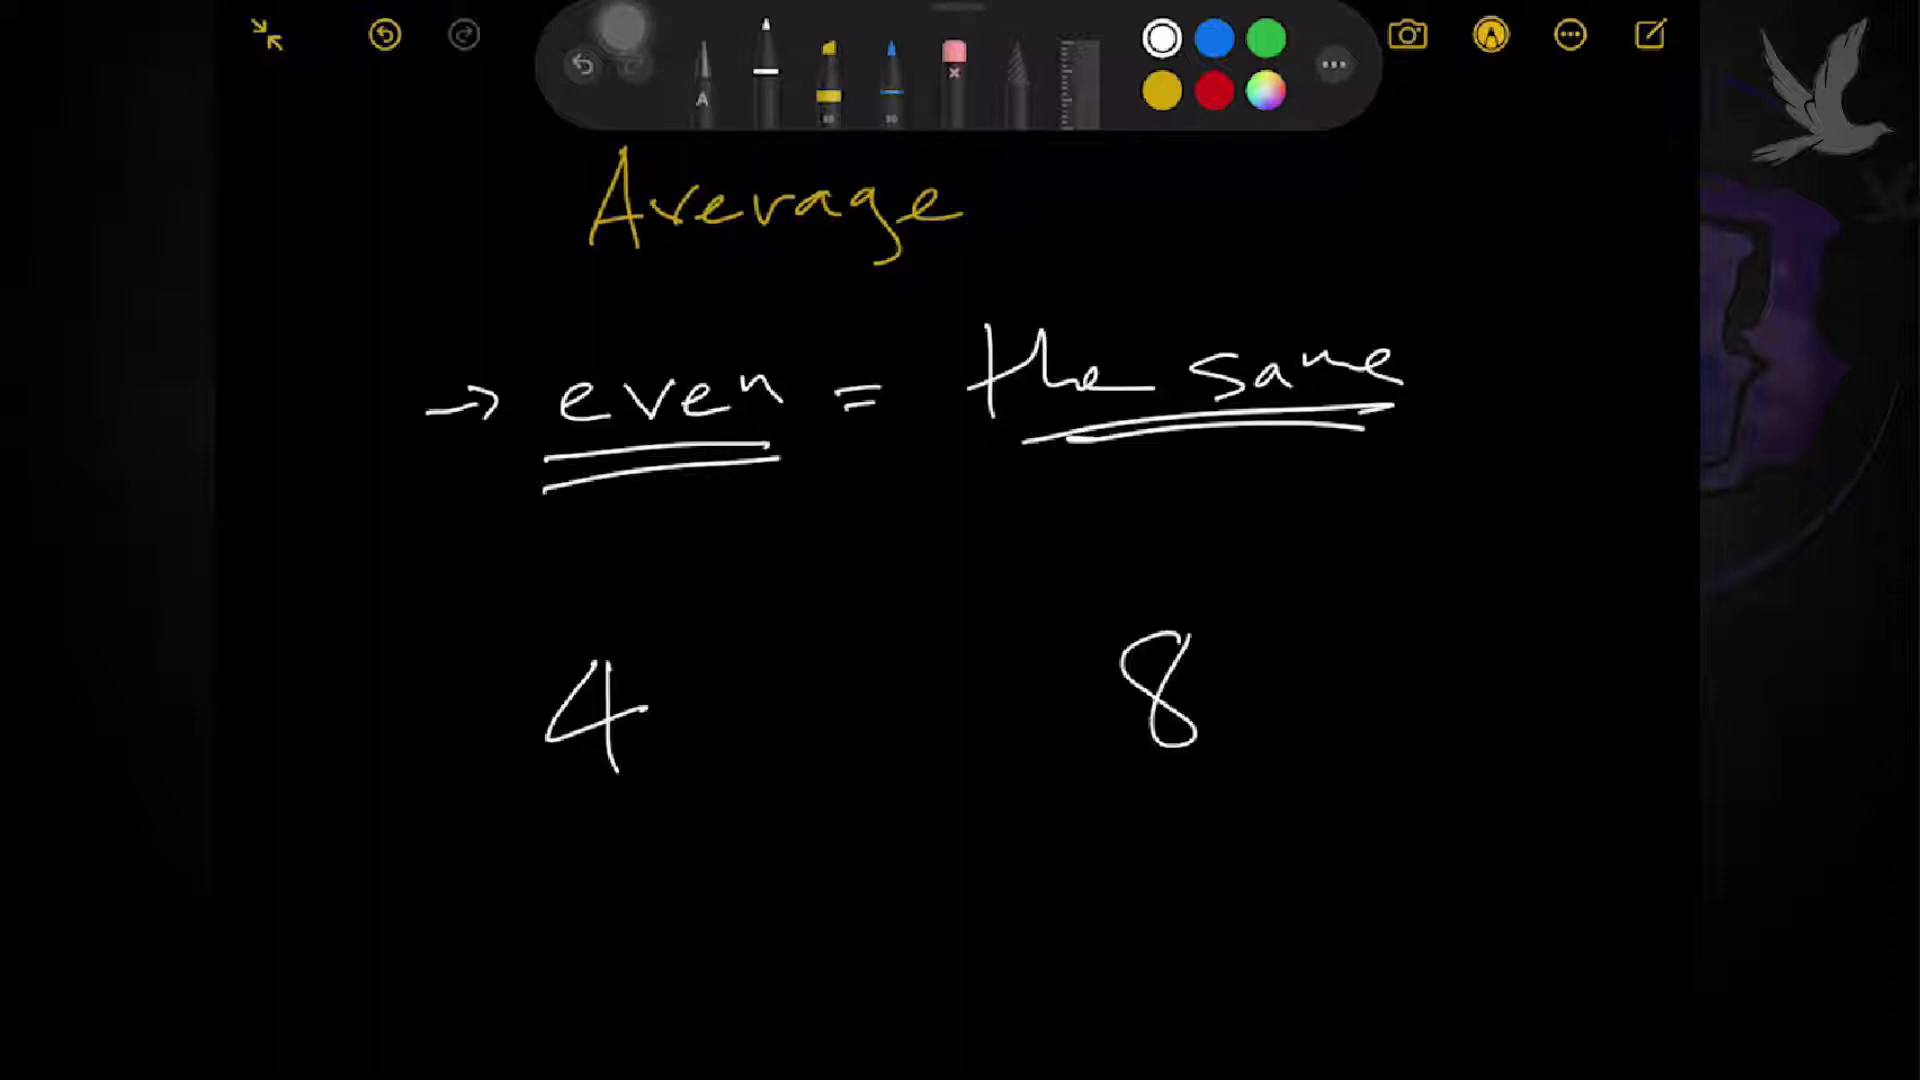 Average
→ even = the same
4 8